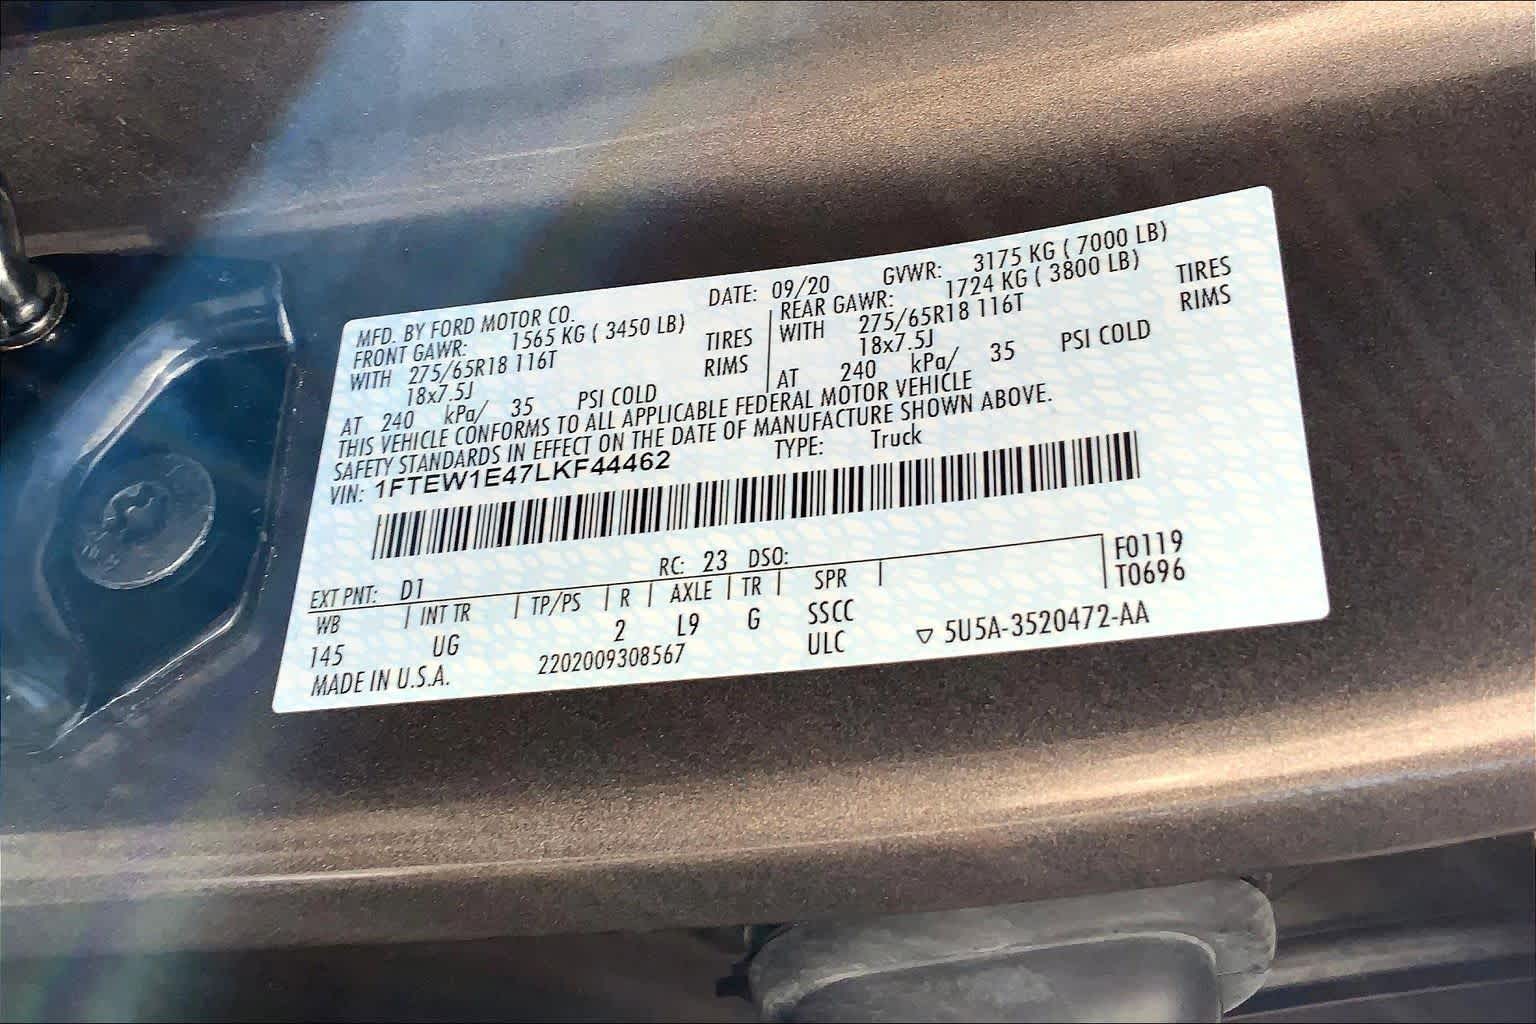 MFD. BY FORD MOTOR CO. DATE: 09/20 GVWR: 3175 KG ( 7000 LB)
FRONT GAWR: 1565 KG ( 3450 LB) REAR GAWR: 1724 KG ( 3800 LB)
WITH 275/65R18 116T TIRES WITH 275/65R18 116T TIRES
18x7.5J RIMS 18x7.5J RIMS
AT 240 kPa/ 35 PSI COLD AT 240 kPa/ 35 PSI COLD
THIS VEHICLE CONFORMS TO ALL APPLICABLE FEDERAL MOTOR VEHICLE
SAFETY STANDARDS IN EFFECT ON THE DATE OF MANUFACTURE SHOWN ABOVE.
VIN: 1FTEW1E47LKF44462 TYPE: Truck
EXT PNT: D1 RC: 23 DSO: F0119
WB INT TR TP/PS R AXLE TR SPR T0696
145 UG 2 L9 G SSCC
MADE IN U.S.A. 2202009308567 ULC ▽ 5U5A-3520472-AA